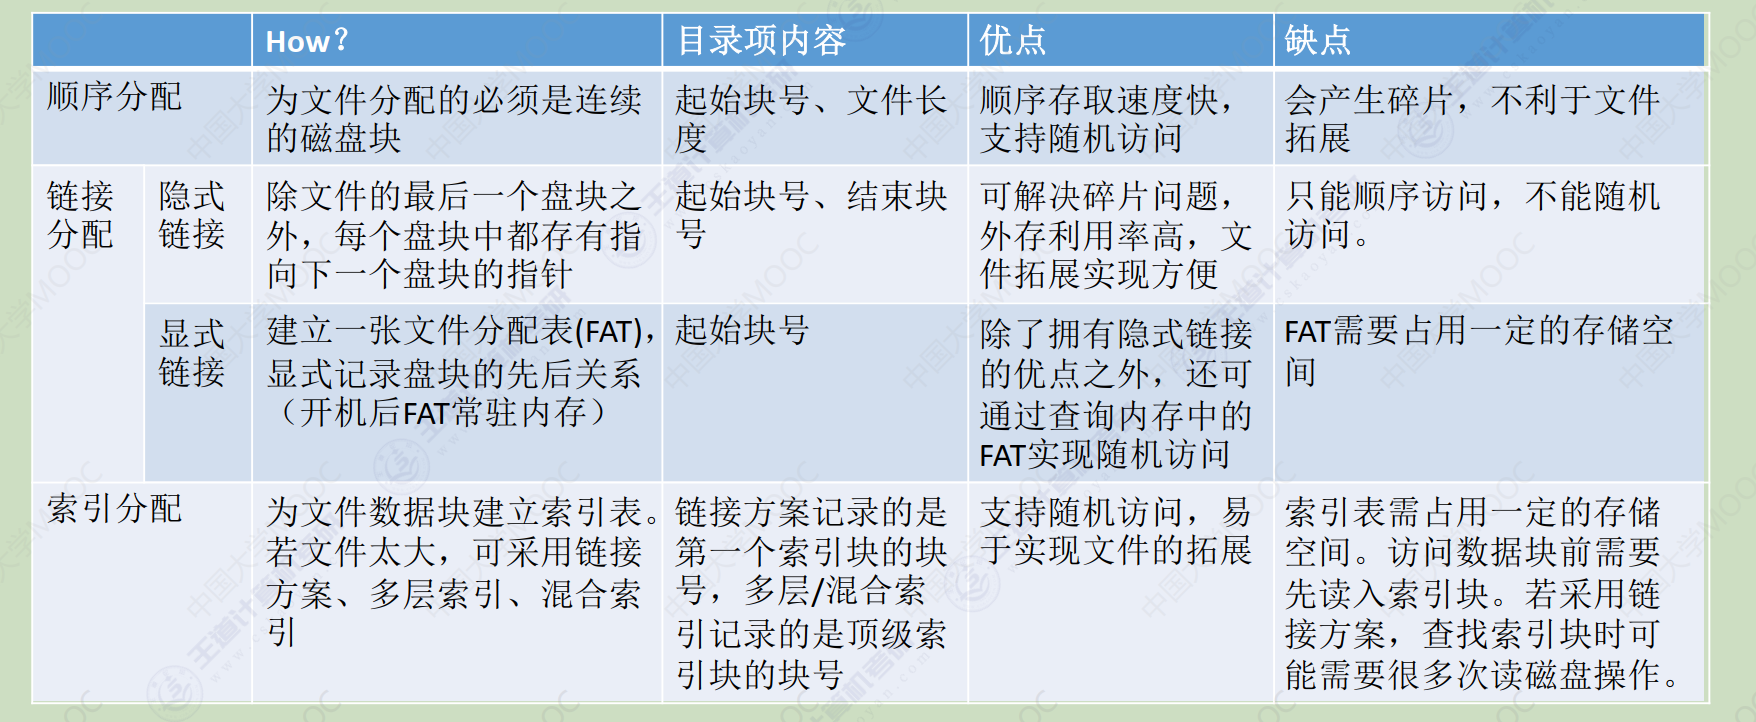 How？ 目录项内容 优点 缺点
顺序分配
为文件分配的必须是连续
的磁盘块
起始块号、文件长
度
顺序存取速度快，
支持随机访问
会产生碎片，不利于文件
拓展
链接
分配
隐式
链接
除文件的最后一个盘块之
外，每个盘块中都存有指
向下一个盘块的指针
起始块号、结束块
号
可解决碎片问题，
外存利用率高，文
件拓展实现方便
只能顺序访问，不能随机
访问。
显式
链接
建立一张文件分配表(FAT)，
显式记录盘块的先后关系
（开机后FAT常驻内存）
起始块号
除了拥有隐式链接
的优点之外，还可
通过查询内存中的
FAT实现随机访问
FAT需要占用一定的存储空
间
索引分配
为文件数据块建立索引表。
若文件太大，可采用链接
方案、多层索引、混合索
引
链接方案记录的是
第一个索引块的块
号，多层/混合索
引记录的是顶级索
引块的块号
支持随机访问，易
于实现文件的拓展
索引表需占用一定的存储
空间。访问数据块前需要
先读入索引块。若采用链
接方案，查找索引块时可
能需要很多次读磁盘操作。
中国大学MOOC
王道计算机考研
www.cskaoyan.com